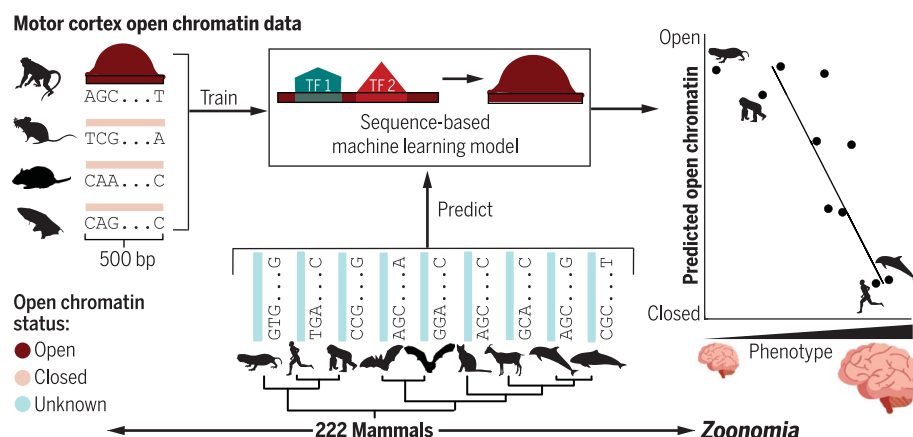 Motor cortex open chromatin data
AGC...T
TCG...A
CAA...C
CAG...C
500 bp
Train
TF 1
TF 2
Sequence-based
machine learning model
Predict
GTG...G
TGA...C
GCG...G
AGC...A
GGA...C
AGC...C
GCA...C
AGC...G
CGC...T
Open chromatin
status:
Open
Closed
Unknown
222 Mammals
Zoonomia
Open
Predicted open chromatin
Closed
Phenotype